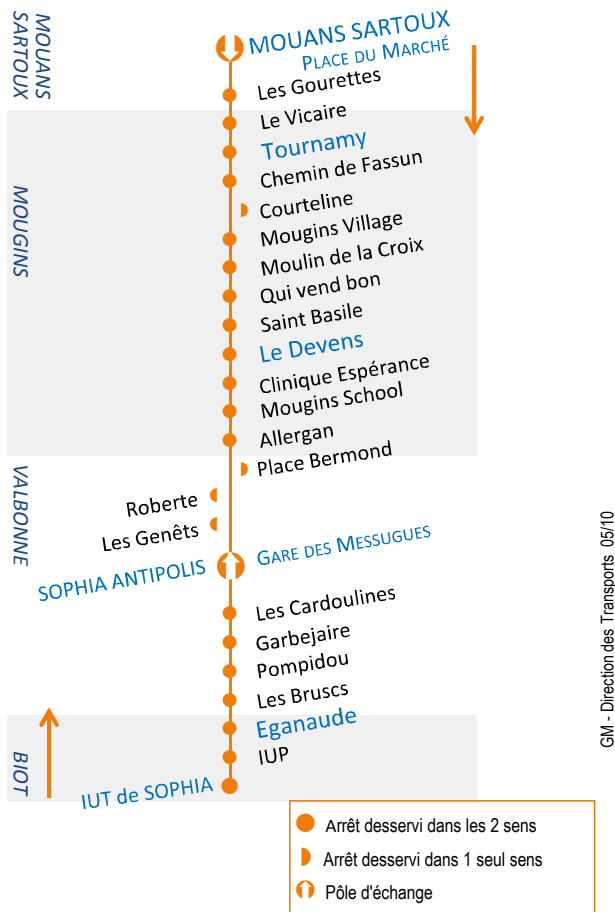 MOUANS
SARTOUX
MOUANS SARTOUX
PLACE DU MARCHÉ
Les Gourettes
Le Vicaire
Tournamy
Chemin de Fassun
Courteline
MOUGINS
Mougins Village
Moulin de la Croix
Qui vend bon
Saint Basile
Le Devens
Clinique Espérance
Mougins School
Allergan
Place Bermond
VALBONNE
Roberte
Les Genêts
SOPHIA ANTIPOLIS
GARE DES MESSUGUES
Les Cardoulines
Garbejaire
Pompidou
Les Bruscs
Eganaude
IUP
BIOT
IUT de SOPHIA
Arrêt desservi dans les 2 sens
Arrêt desservi dans 1 seul sens
Pôle d'échange
GM - Direction des Transports 05/10